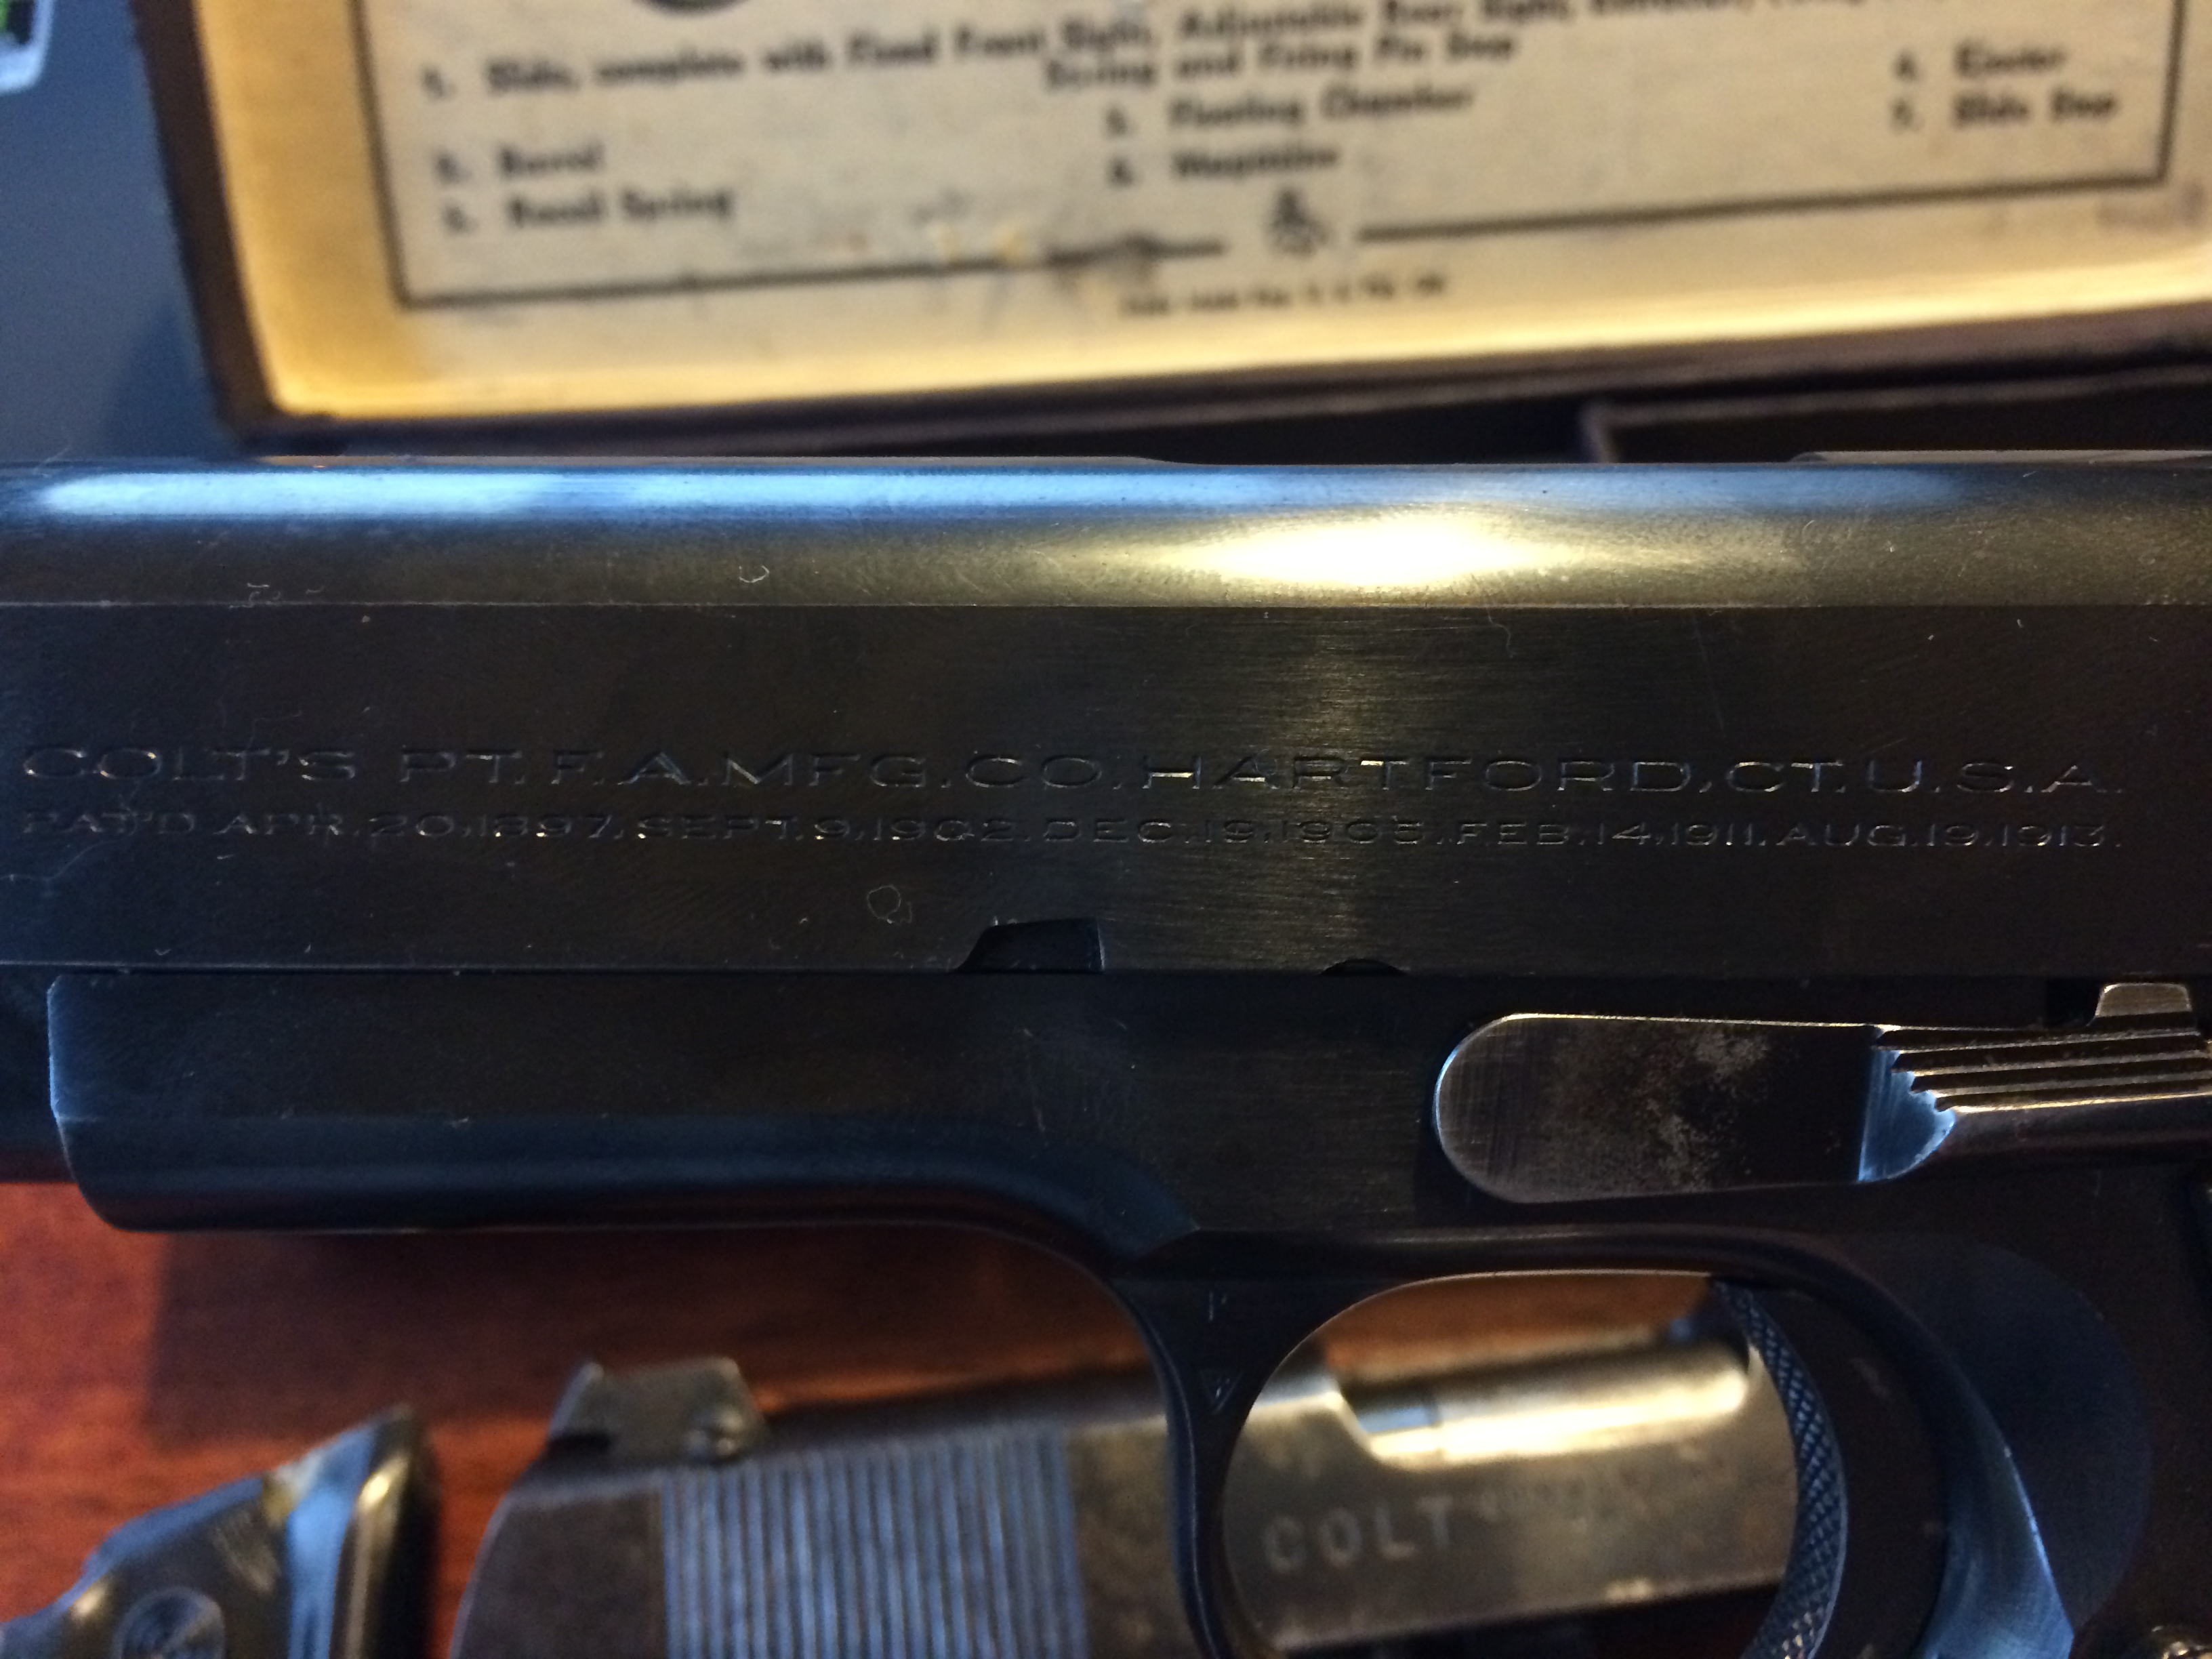 1. Slide, complete with Fixed Front Sight, Adjustable Rear Sight,
Spring and Firing Pin Stop
2. Barrel
3. Recoil Spring
5. Floating Chamber
6. Magazine
Ejector
7. Slide Stop
COLT'S PT. F.A. MFG. CO. HARTFORD, CT. U.S.A.
PAT'D APR. 20, 1897. SEPT. 9, 1902. DEC. 19, 1905. FEB. 14, 1911. AUG. 19, 1913.
P
COLT